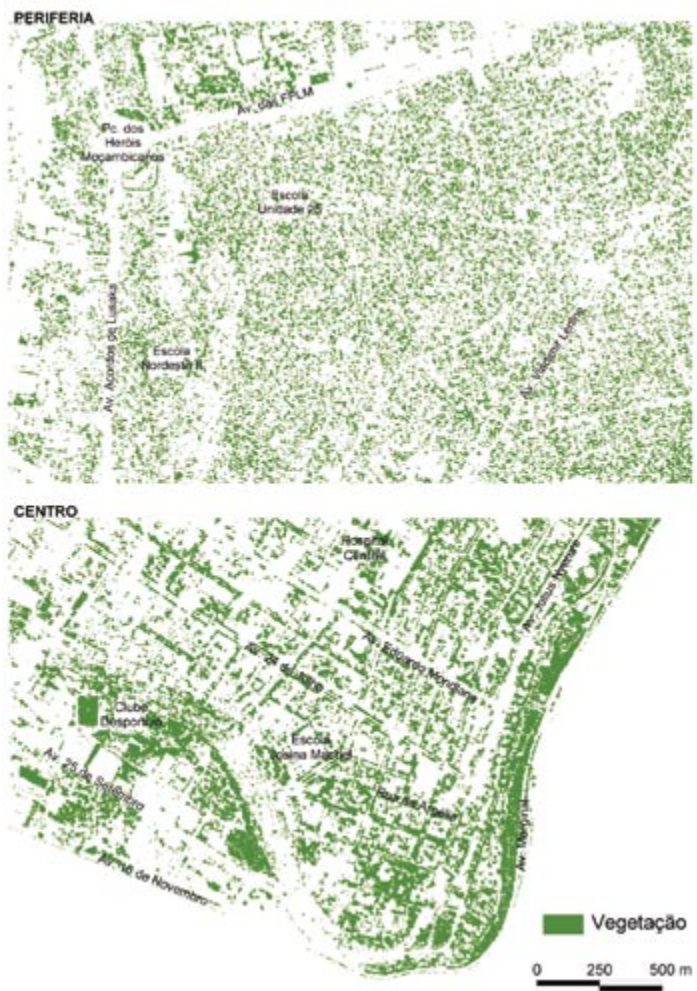 PERIFERIA
Av. das FPLM
Pc. dos
Heróis
Moçambicanos
Escola
Unidade 25
Av. Acordos de Lusaka
Escola
Nordeste II
Av. Vladimir Lenine
CENTRO
Hospital
Central
Av. Julius Nyerere
Av. Eduardo Mondlane
Av. 24 de Julho
Clube
Desportivo
Escola
Josina Machel
Av. 25 de Setembro
Rua da Argélia
Av. Marginal
Av. 10 de Novembro
Vegetação
0 250 500 m